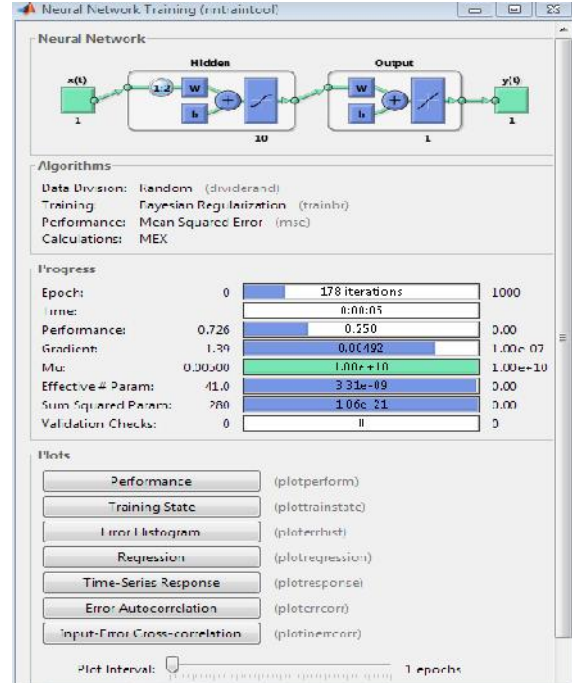 Neural Network Training (nntraintool)
Neural Network
Hidden Output
x(t) 1:2 W W y(t)
b b
1 10 1 1
Algorithms
Data Division: Random (dividerand)
Training: Bayesian Regularization (trainbr)
Performance: Mean Squared Error (mse)
Calculations: MEX
Progress
Epoch: 0 178 iterations 1000
Time: 0:00:05
Performance: 0.726 0.250 0.00
Gradient: 1.39 0.00492 1.00e-07
Mu: 0.00500 1.00e+10 1.00e+10
Effective # Param: 41.0 3.31e-09 0.00
Sum Squared Param: 280 1.06e-21 0.00
Validation Checks: 0 0 0
Plots
Performance (plotperform)
Training State (plottrainstate)
Error Histogram (ploterrhist)
Regression (plotregression)
Time-Series Response (plotresponse)
Error Autocorrelation (ploterrcorr)
Input-Error Cross-correlation (plotinerrcorr)
Plot Interval: 1 epochs